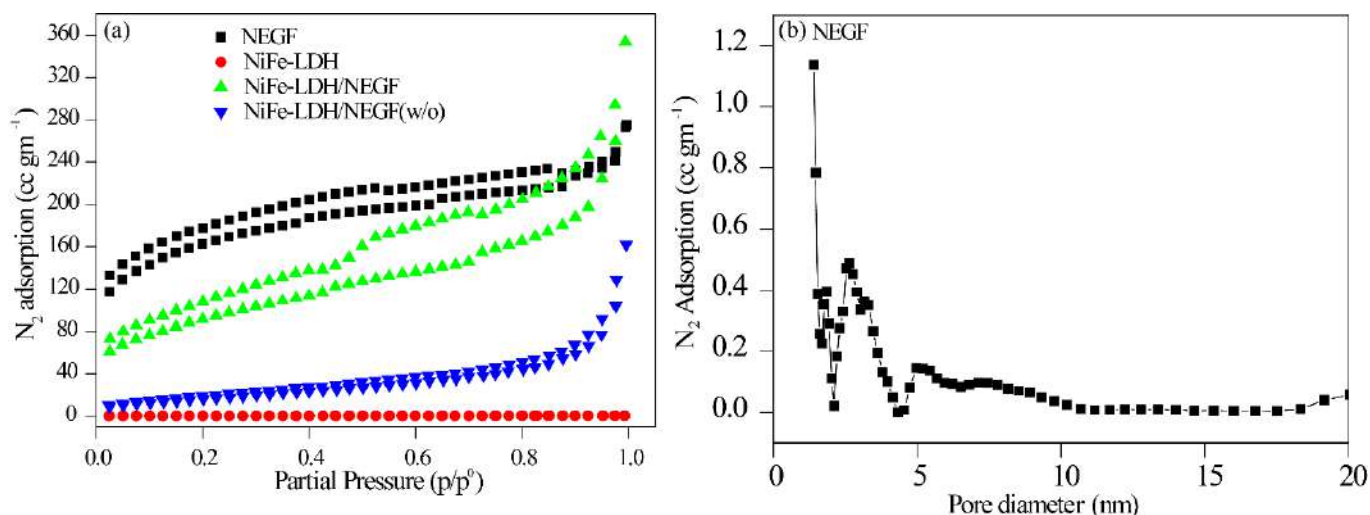 (a)
NEGF
NiFe-LDH
NiFe-LDH/NEGF
NiFe-LDH/NEGF(w/o)
360
320
280
240
200
160
120
80
40
0
N₂ adsorption (cc gm⁻¹)
0.0 0.2 0.4 0.6 0.8 1.0
Partial Pressure (p/p⁰)
(b) NEGF
1.2
1.0
0.8
0.6
0.4
0.2
0.0
N₂ Adsorption (cc gm⁻¹)
0 5 10 15 20
Pore diameter (nm)